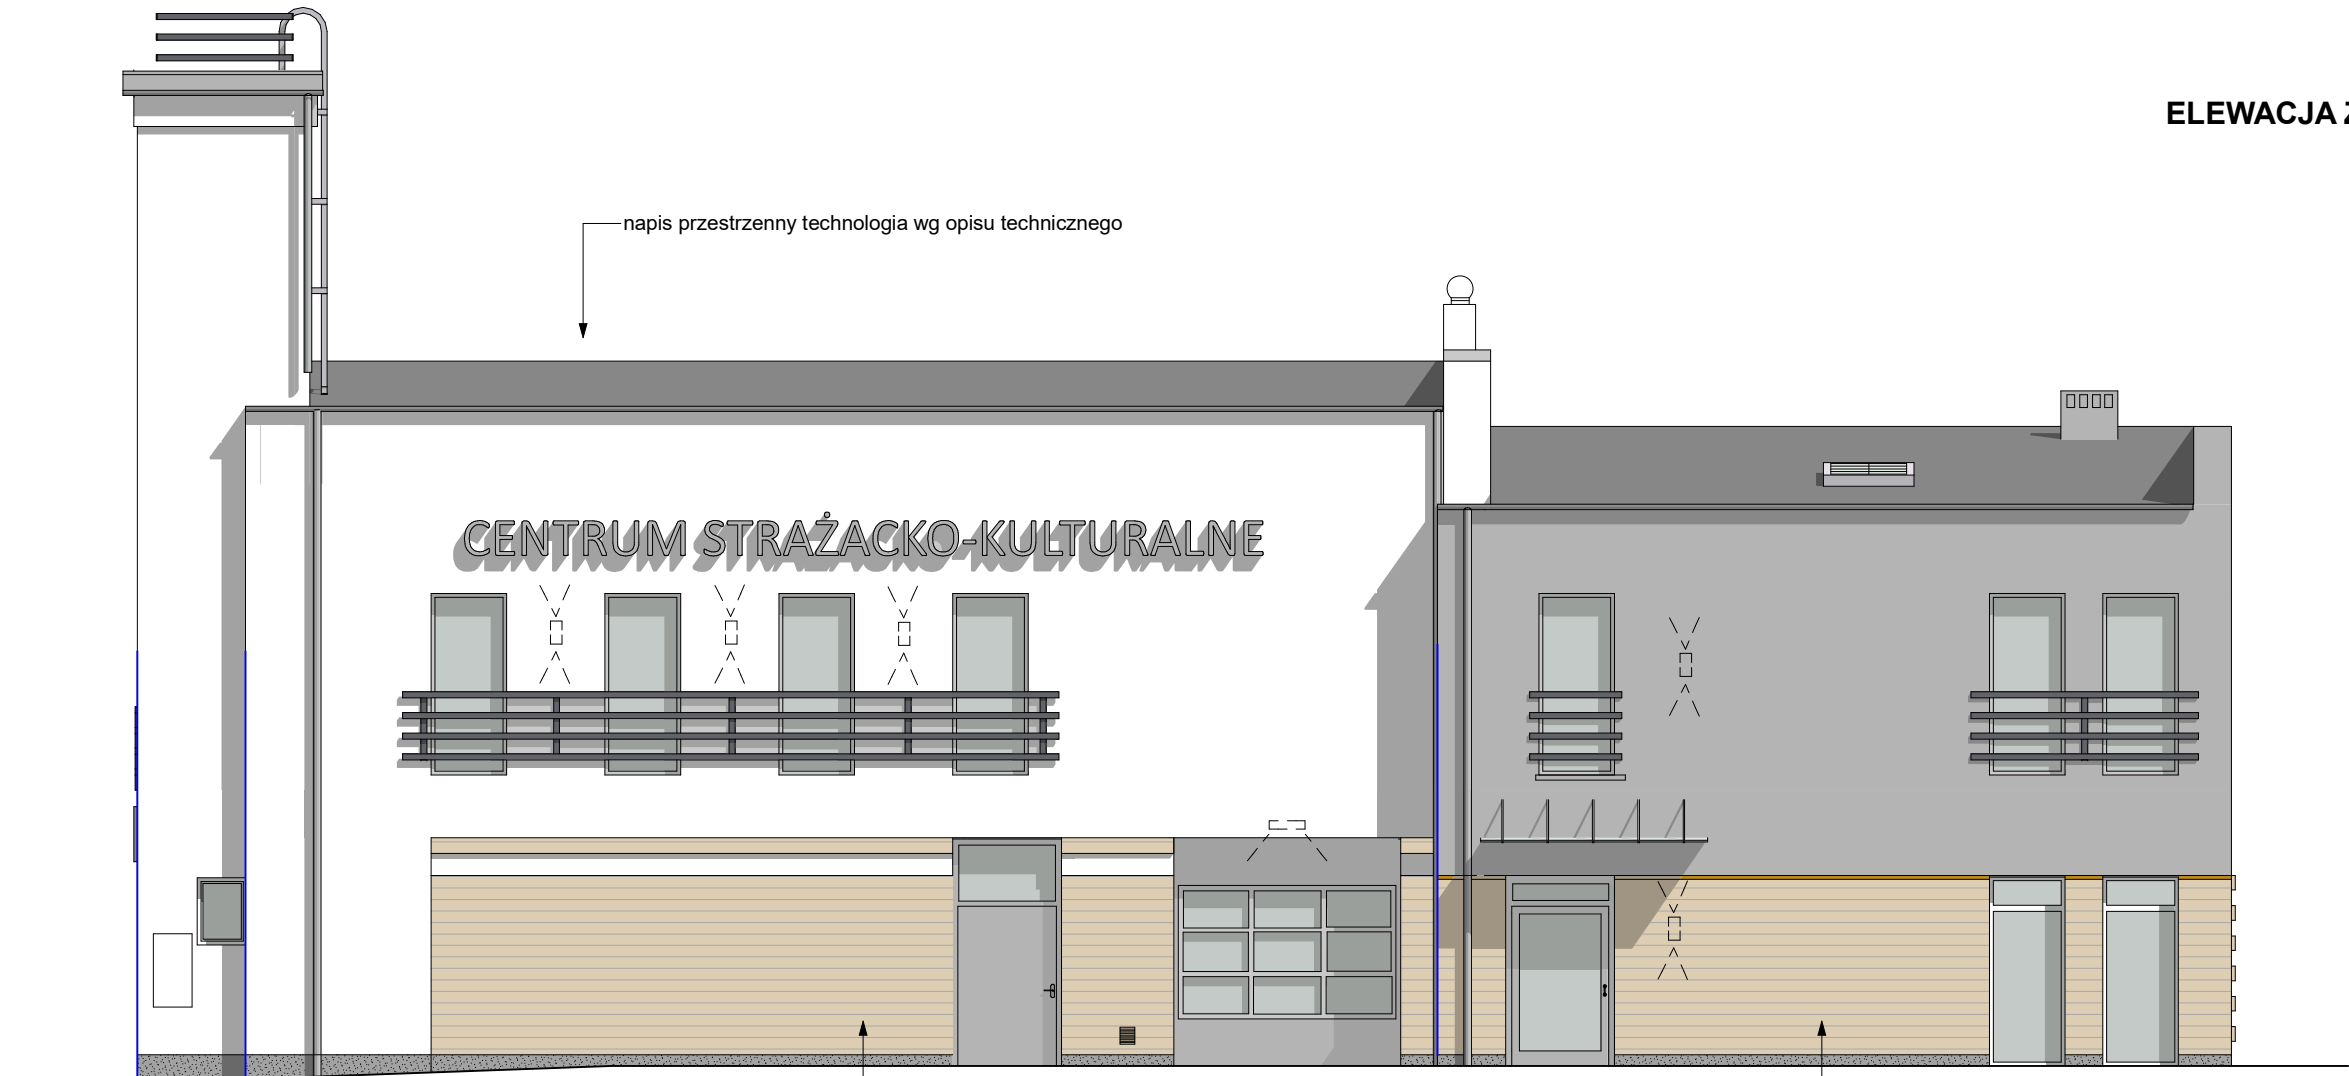 ELEWACJA Z
napis przestrzenny technologia wg opisu technicznego
CENTRUM STRAŻACKO-KULTURALNE